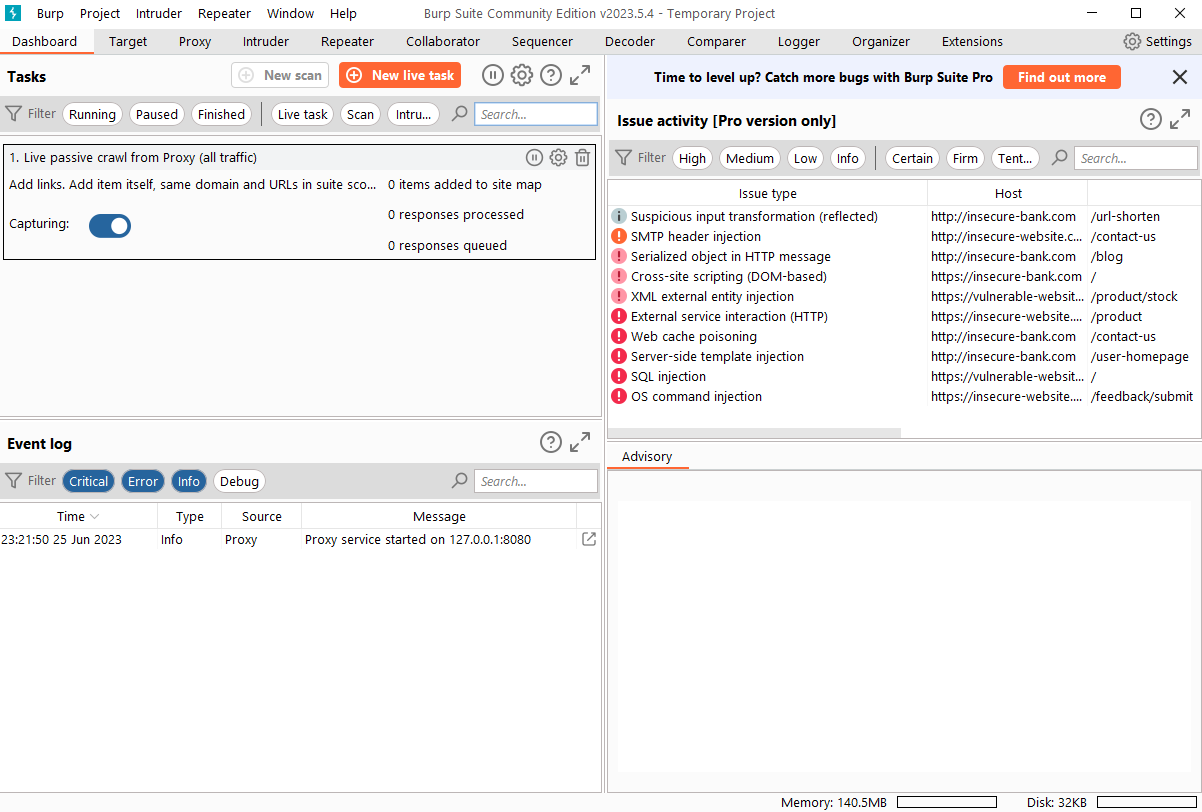 Burp Project Intruder Repeater Window Help Burp Suite Community Edition v2023.5.4 - Temporary Project
Dashboard Target Proxy Intruder Repeater Collaborator Sequencer Decoder Comparer Logger Organizer Extensions Settings
Tasks New scan New live task
Filter Running Paused Finished Live task Scan Intru... Search...
1. Live passive crawl from Proxy (all traffic)
Add links. Add item itself, same domain and URLs in suite sco... 0 items added to site map
0 responses processed
Capturing:
0 responses queued
Event log
Filter Critical Error Info Debug Search...
Time Type Source Message
23:21:50 25 Jun 2023 Info Proxy Proxy service started on 127.0.0.1:8080
Time to level up? Catch more bugs with Burp Suite Pro Find out more
Issue activity [Pro version only]
Filter High Medium Low Info Certain Firm Tent... Search...
Issue type Host
Suspicious input transformation (reflected) http://insecure-bank.com /url-shorten
SMTP header injection http://insecure-website.c... /contact-us
Serialized object in HTTP message http://insecure-bank.com /blog
Cross-site scripting (DOM-based) https://insecure-bank.com /
XML external entity injection https://vulnerable-websit... /product/stock
External service interaction (HTTP) https://insecure-website.... /product
Web cache poisoning http://insecure-bank.com /contact-us
Server-side template injection http://insecure-bank.com /user-homepage
SQL injection https://vulnerable-websit... /
OS command injection https://insecure-website.... /feedback/submit
Advisory
Memory: 140.5MB Disk: 32KB